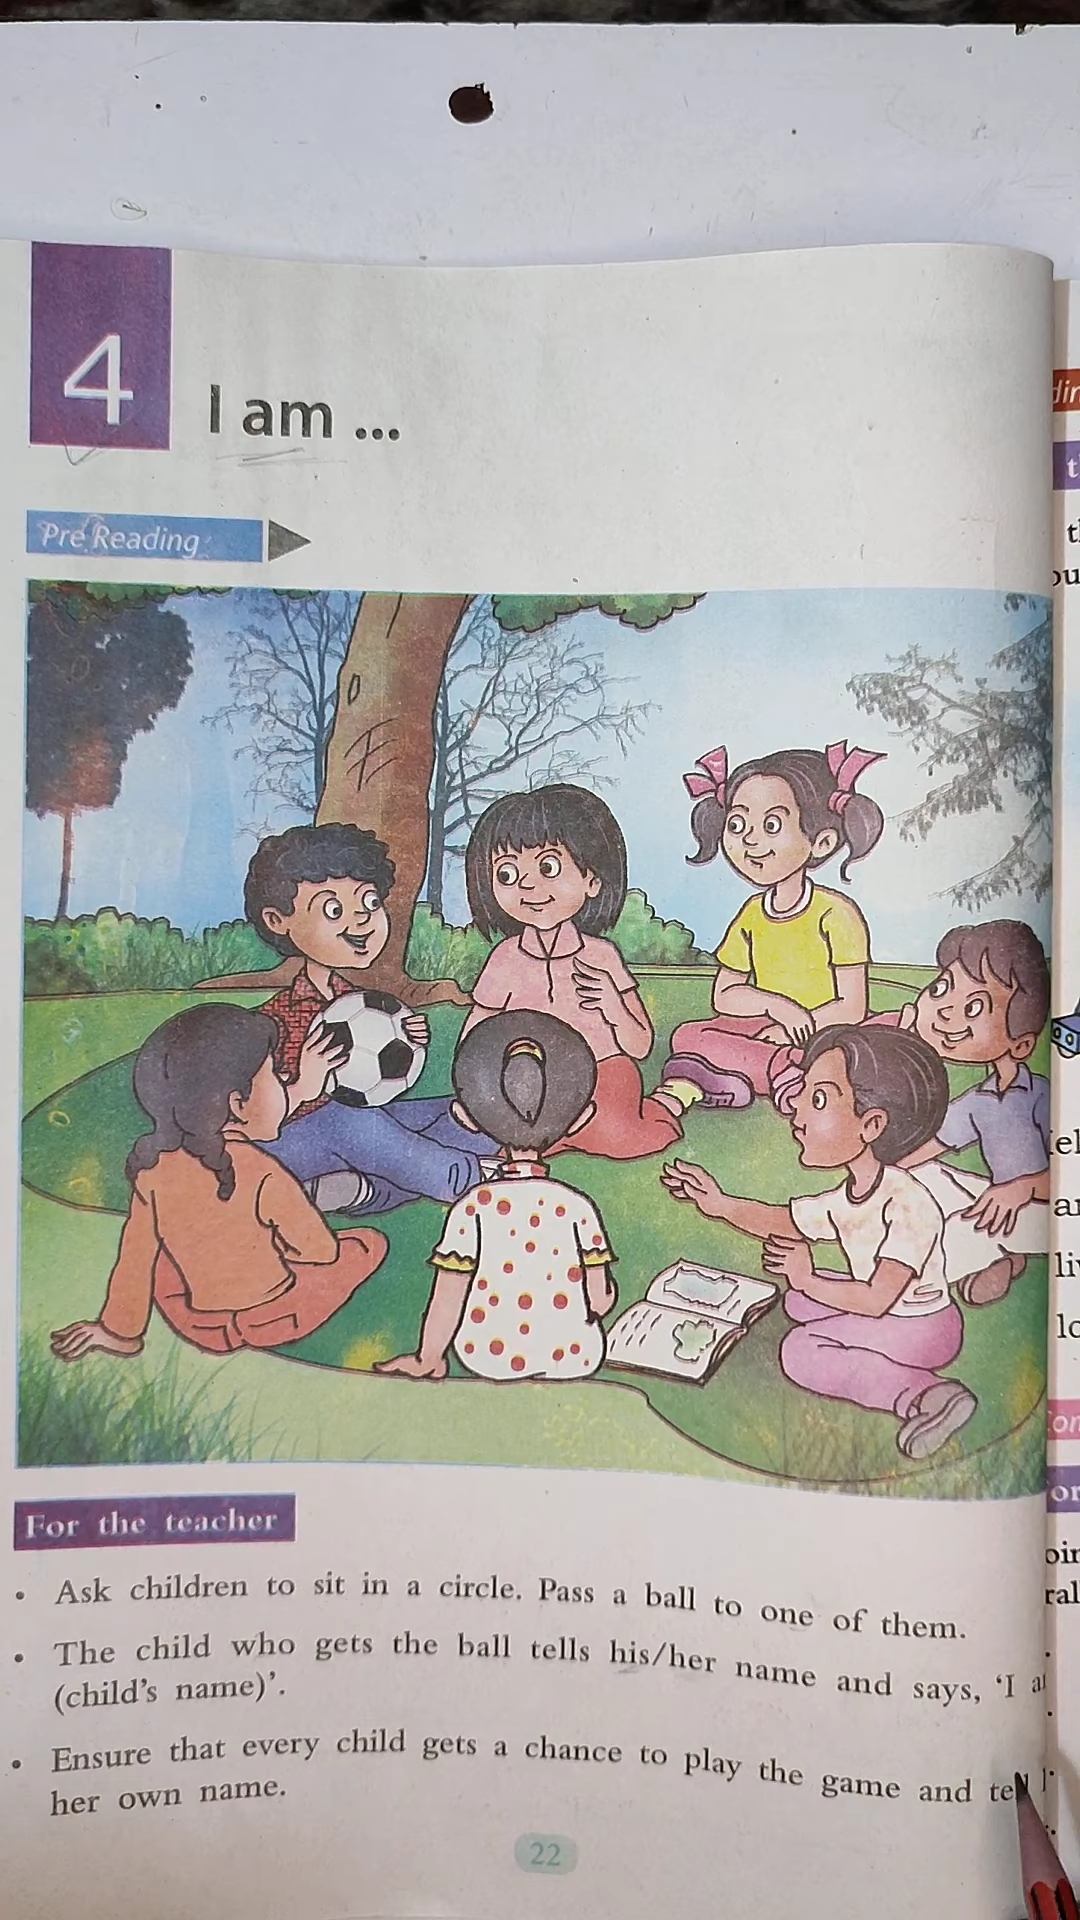 4
I am ...
Pre Reading
For the teacher
• Ask children to sit in a circle. Pass a ball to one of them.
• The child who gets the ball tells his/her name and says, ‘I
(child’s name)’.
• Ensure that every child gets a chance to play the game and
her own name.
22